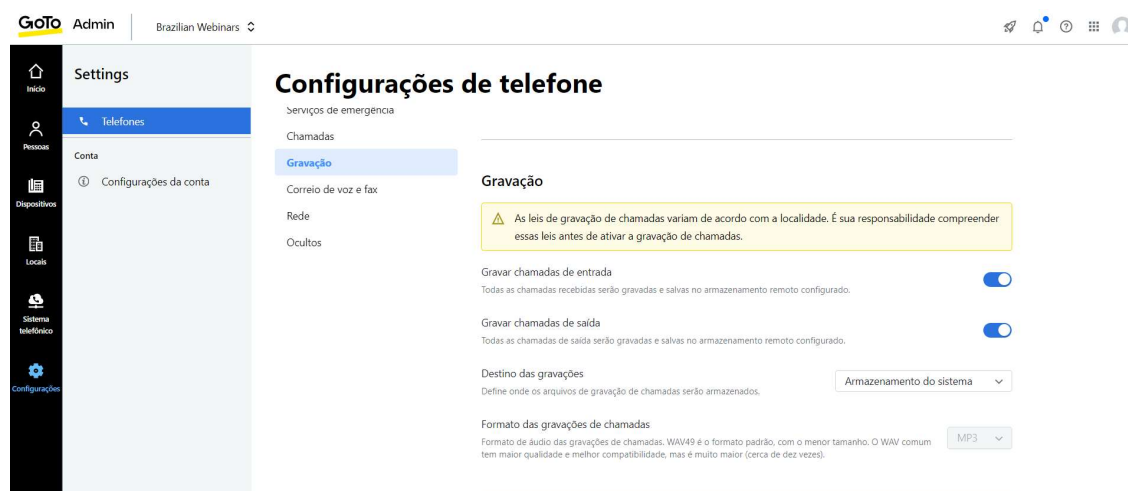 GoTo Admin
Brazilian Webinars
Início
Pessoas
Dispositivos
Locais
Sistema
telefônico
Configurações
Settings
Telefones
Conta
Configurações da conta
Configurações de telefone
Serviços de emergência
Chamadas
Gravação
Correio de voz e fax
Rede
Ocultos
Gravação
As leis de gravação de chamadas variam de acordo com a localidade. É sua responsabilidade compreender
essas leis antes de ativar a gravação de chamadas.
Gravar chamadas de entrada
Todas as chamadas recebidas serão gravadas e salvas no armazenamento remoto configurado.
Gravar chamadas de saída
Todas as chamadas de saída serão gravadas e salvas no armazenamento remoto configurado.
Destino das gravações
Define onde os arquivos de gravação de chamadas serão armazenados.
Armazenamento do sistema
Formato das gravações de chamadas
Formato de áudio das gravações de chamadas. WAV49 é o formato padrão, com o menor tamanho. O WAV comum
tem maior qualidade e melhor compatibilidade, mas é muito maior (cerca de dez vezes).
MP3